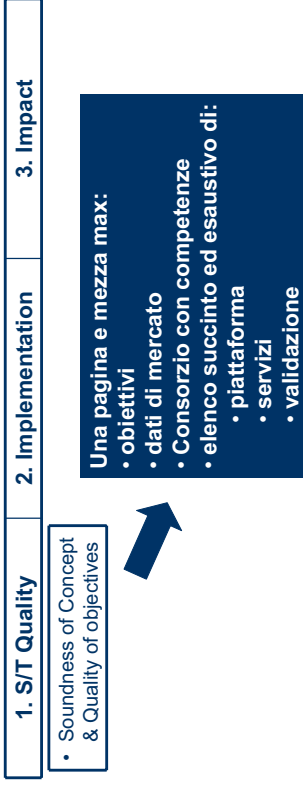 1. S/T Quality
2. Implementation
3. Impact
• Soundness of Concept
& Quality of objectives
Una pagina e mezza max:
• obiettivi
• dati di mercato
• Consorzio con competenze
• elenco succinto ed esaustivo di:
• piattaforma
• servizi
• validazione